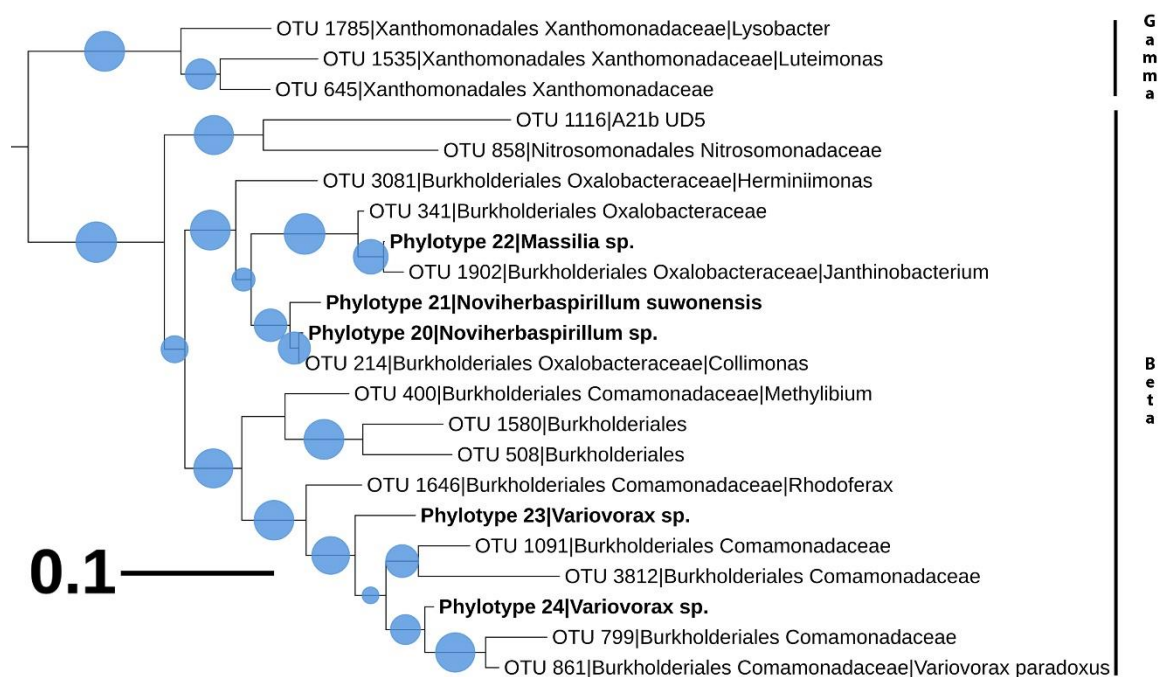 OTU 1785|Xanthomonadales Xanthomonadaceae|Lysobacter
OTU 1535|Xanthomonadales Xanthomonadaceae|Luteimonas
OTU 645|Xanthomonadales Xanthomonadaceae
Gamma
OTU 1116|A21b UD5
OTU 858|Nitrosomonadales Nitrosomonadaceae
OTU 3081|Burkholderiales Oxalobacteraceae|Herminiimonas
OTU 341|Burkholderiales Oxalobacteraceae
Phylotype 22|Massilia sp.
OTU 1902|Burkholderiales Oxalobacteraceae|Janthinobacterium
Phylotype 21|Noviherbaspirillum suwonensis
Phylotype 20|Noviherbaspirillum sp.
OTU 214|Burkholderiales Oxalobacteraceae|Collimonas
OTU 400|Burkholderiales Comamonadaceae|Methylibium
OTU 1580|Burkholderiales
OTU 508|Burkholderiales
OTU 1646|Burkholderiales Comamonadaceae|Rhodoferax
Phylotype 23|Variovorax sp.
OTU 1091|Burkholderiales Comamonadaceae
OTU 3812|Burkholderiales Comamonadaceae
Phylotype 24|Variovorax sp.
OTU 799|Burkholderiales Comamonadaceae
OTU 861|Burkholderiales Comamonadaceae|Variovorax paradoxus
Beta
0.1